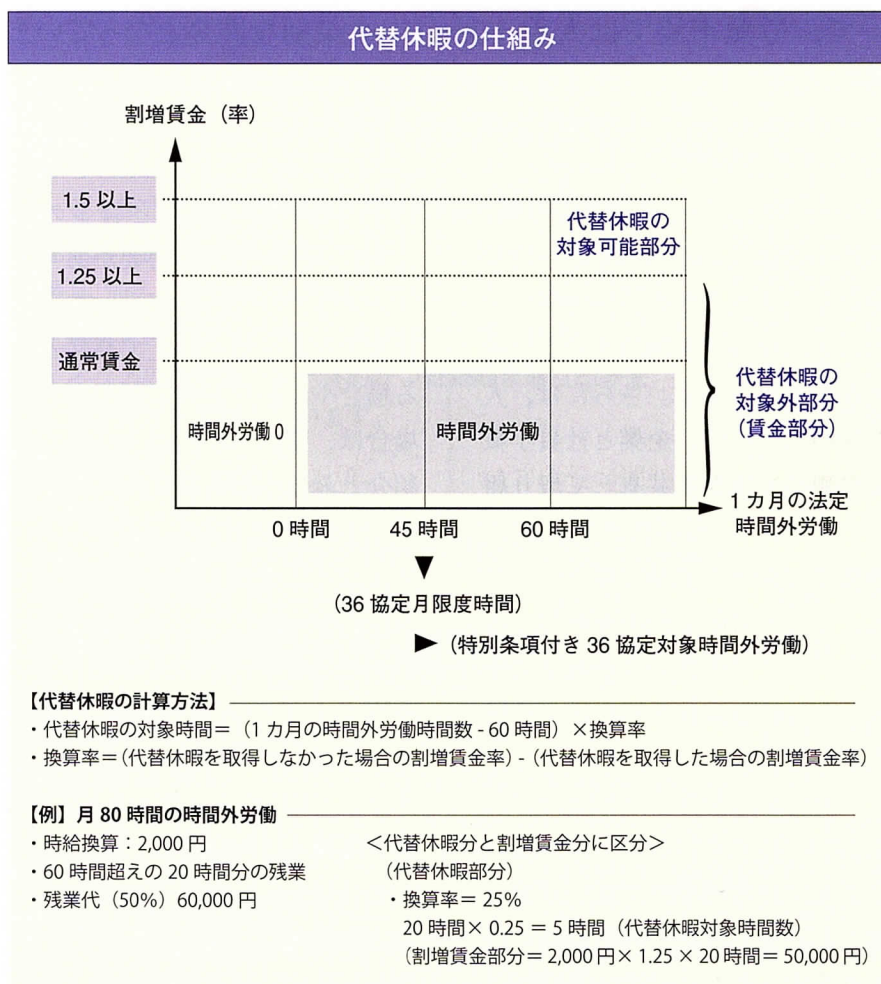 代替休暇の仕組み
割増賃金（率）
1.5 以上
代替休暇の
対象可能部分
1.25 以上
通常賃金
代替休暇の
対象外部分
（賃金部分）
時間外労働 0
時間外労働
0 時間
45 時間
60 時間
1 カ月の法定
時間外労働
▼
（36 協定月限度時間）
▶（特別条項付き 36 協定対象時間外労働）
【代替休暇の計算方法】
・代替休暇の対象時間＝（1 カ月の時間外労働時間数 - 60 時間）×換算率
・換算率＝（代替休暇を取得しなかった場合の割増賃金率）-（代替休暇を取得した場合の割増賃金率）
【例】月 80 時間の時間外労働
・時給換算：2,000 円
・60 時間超えの 20 時間分の残業
・残業代（50%）60,000 円
＜代替休暇分と割増賃金分に区分＞
（代替休暇部分）
・換算率＝ 25%
20 時間× 0.25 ＝ 5 時間（代替休暇対象時間数）
（割増賃金部分＝ 2,000 円× 1.25 × 20 時間＝ 50,000 円）